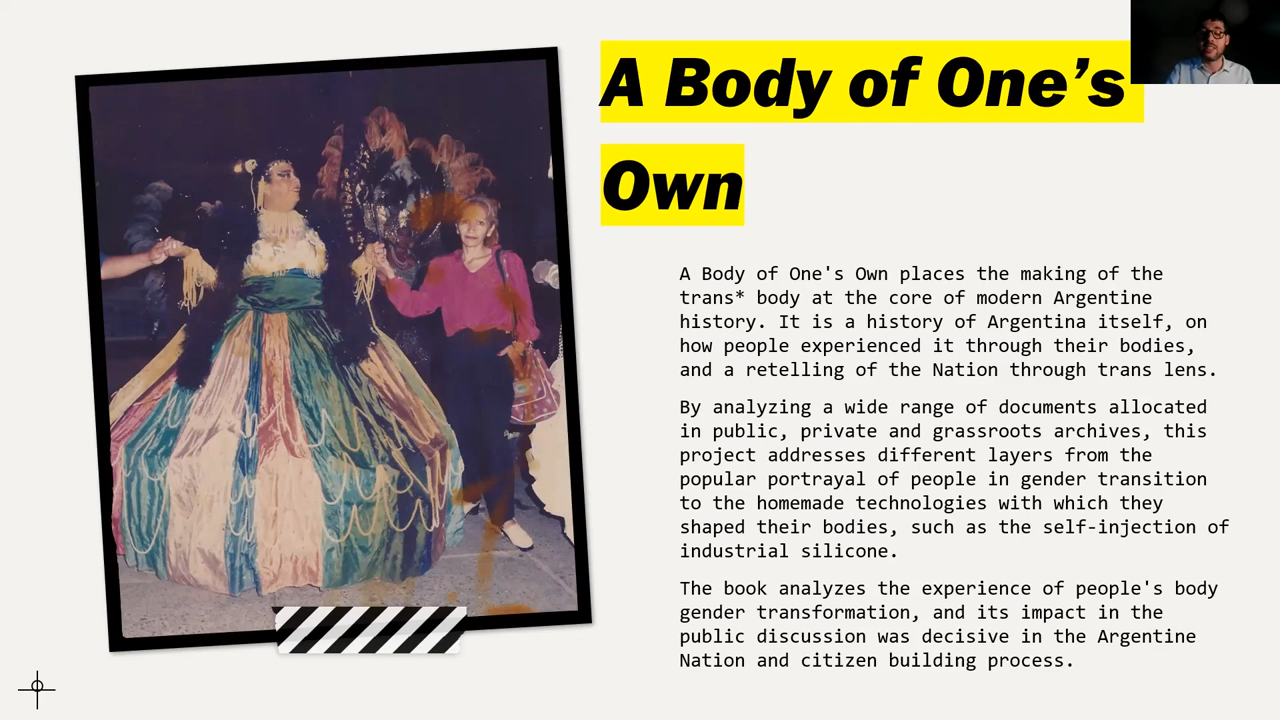 A Body of One’s
Own
A Body of One's Own places the making of the
trans* body at the core of modern Argentine
history. It is a history of Argentina itself, on
how people experienced it through their bodies,
and a retelling of the Nation through trans lens.
By analyzing a wide range of documents allocated
in public, private and grassroots archives, this
project addresses different layers from the
popular portrayal of people in gender transition
to the homemade technologies with which they
shaped their bodies, such as the self-injection of
industrial silicone.
The book analyzes the experience of people's body
gender transformation, and its impact in the
public discussion was decisive in the Argentine
Nation and citizen building process.